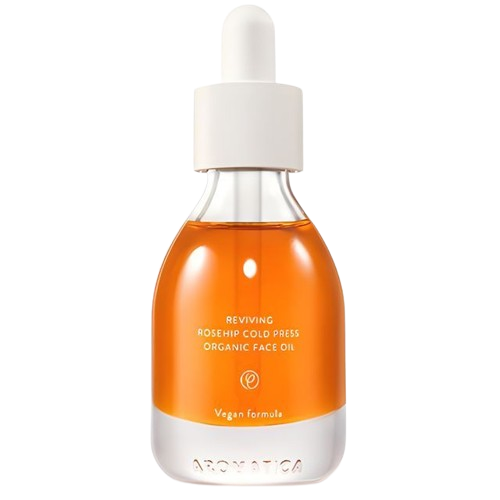 REVIVING
ROSEHIP COLD PRESS
ORGANIC FACE OIL
Vegan formula
AROMATICA